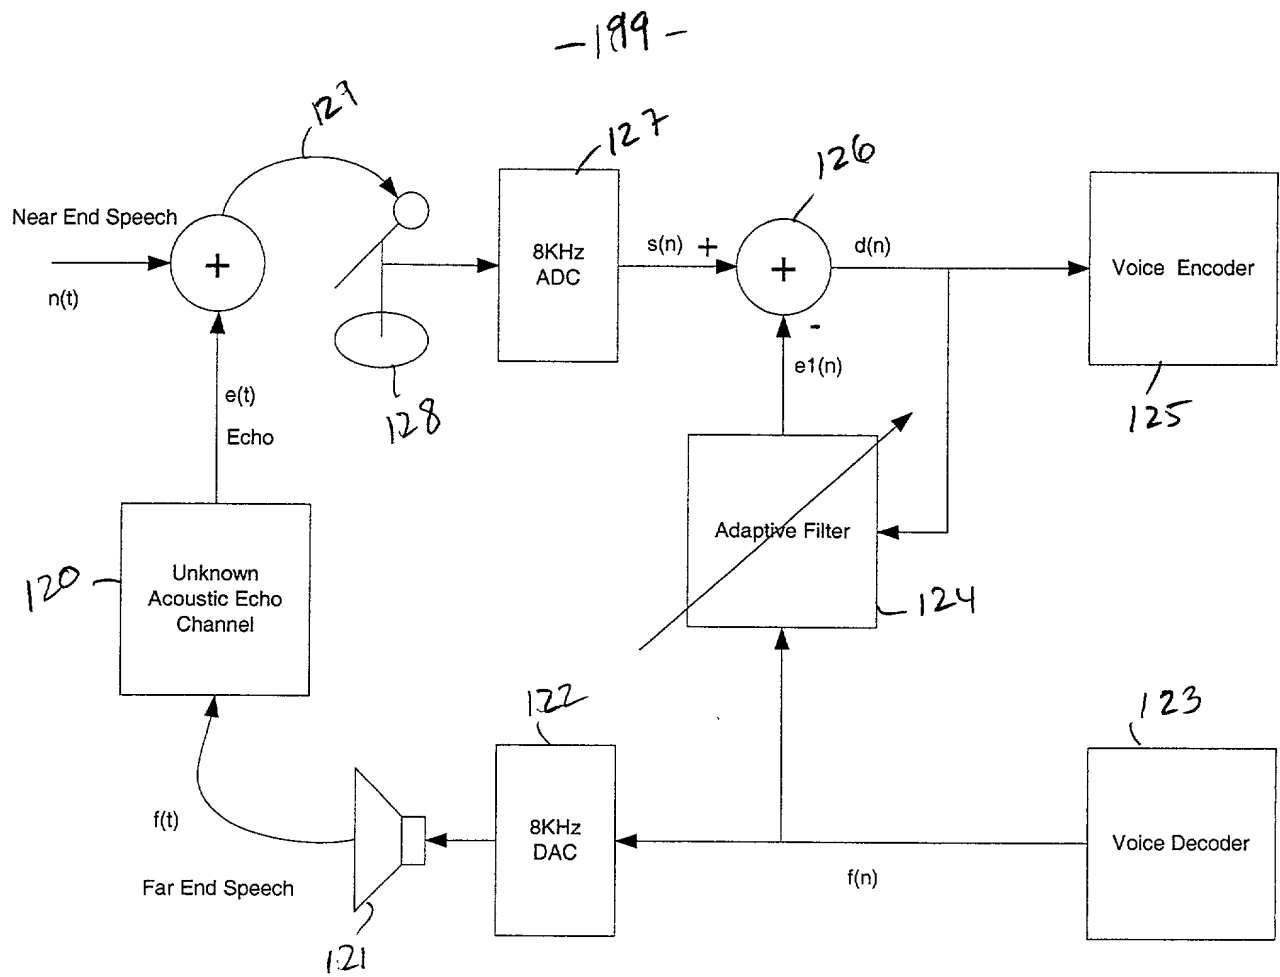 -199-
129
127
126
Near End Speech
+
n(t)
8KHz
ADC
s(n) +
+
d(n)
Voice Encoder
-
e1(n)
e(t)
Echo
128
125
Adaptive Filter
124
120
Unknown
Acoustic Echo
Channel
122
123
f(t)
8KHz
DAC
Voice Decoder
f(n)
Far End Speech
121